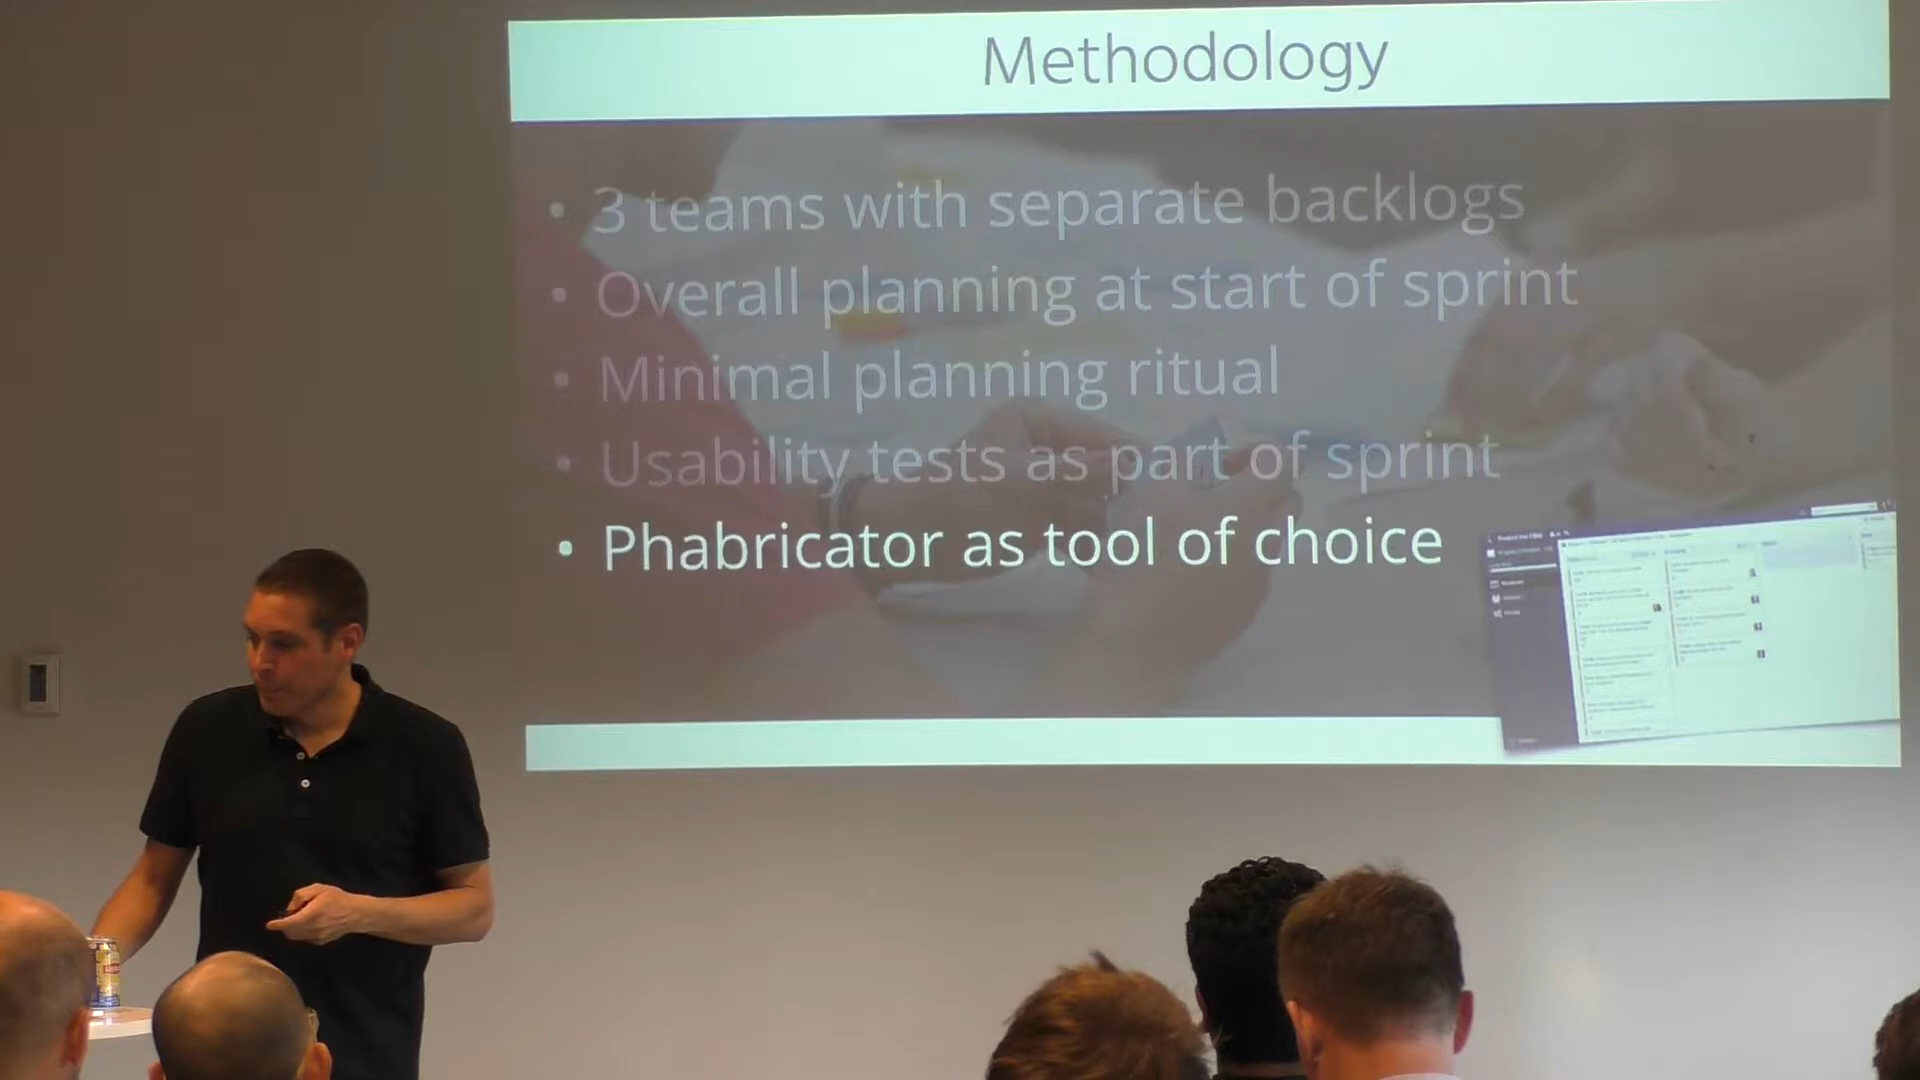 Methodology
• 3 teams with separate backlogs
• Overall planning at start of sprint
• Minimal planning ritual
• Usability tests as part of sprint
• Phabricator as tool of choice